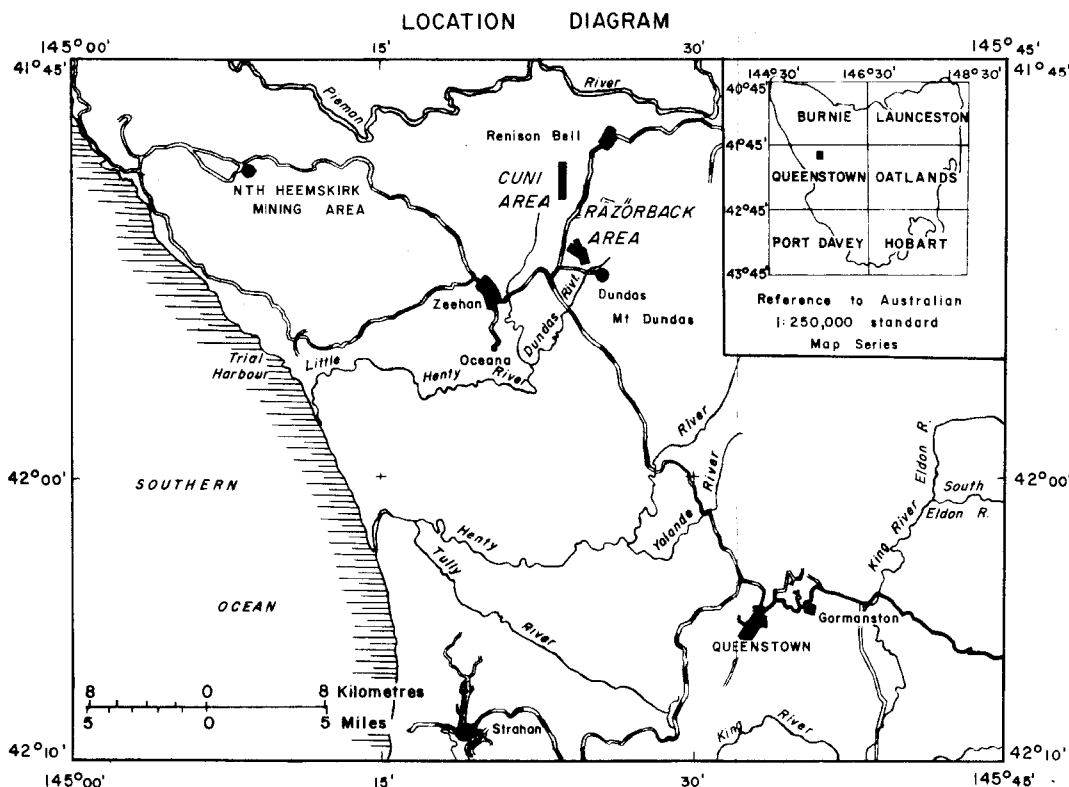 LOCATION DIAGRAM
145°00' 15' 30' 145°45'
41°45' 41°45'
144°30' 146°30' 148°30'
40°45'
BURNIE LAUNCESTON
41°45'
QUEENSTOWN OATLANDS
42°45'
PORT DAVEY HOBART
43°45'
Reference to Australian
1:250,000 standard
Map Series
Pieman River
Renison Bell
NTH HEEMSKIRK
MINING AREA
CUNI
AREA
RAZORBACK
AREA
Zeehan
Dundas Rivt.
Dundas
Mt Dundas
Oceana
Trial
Harbour
Little Henty River
River
River
Eldon R.
42°00' 42°00'
SOUTHERN
South
Eldon R.
Henty
Yolande
King River
Tully
River
OCEAN
Gormanston
QUEENSTOWN
8 0 8 Kilometres
5 0 5 Miles
Strahan
King River
42°10' 42°10'
145°00' 15' 30' 145°45'